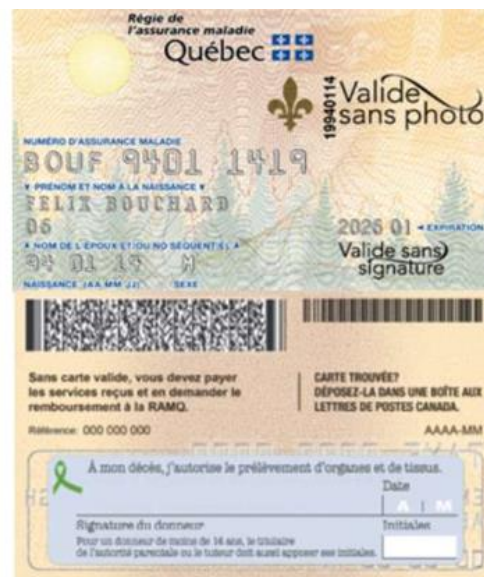 Régie de
l'assurance maladie
Québec
Valide
sans photo
19940114
NUMÉRO D'ASSURANCE MALADIE
BOUF 9401 1419
▼ PRÉNOM ET NOM À LA NAISSANCE ▼
FELIX BOUCHARD
06
2026 01 ◄ EXPIRATION
▲ NOM DE L'ÉPOUX ET/OU NO SÉQUENTIEL ▲
Valide sans
signature
94 01 14 M
NAISSANCE (AA MM JJ) SEXE
Sans carte valide, vous devez payer
les services reçus et en demander le
remboursement à la RAMQ.
CARTE TROUVÉE?
DÉPOSEZ-LA DANS UNE BOÎTE AUX
LETTRES DE POSTES CANADA.
Référence: 000 000 000
AAAA-MM
À mon décès, j'autorise le prélèvement d'organes et de tissus.
Date
A | M
Signature du donneur
Initiales
Pour un donneur de moins de 14 ans, le titulaire
de l'autorité parentale ou le tuteur doit aussi apposer ses initiales.